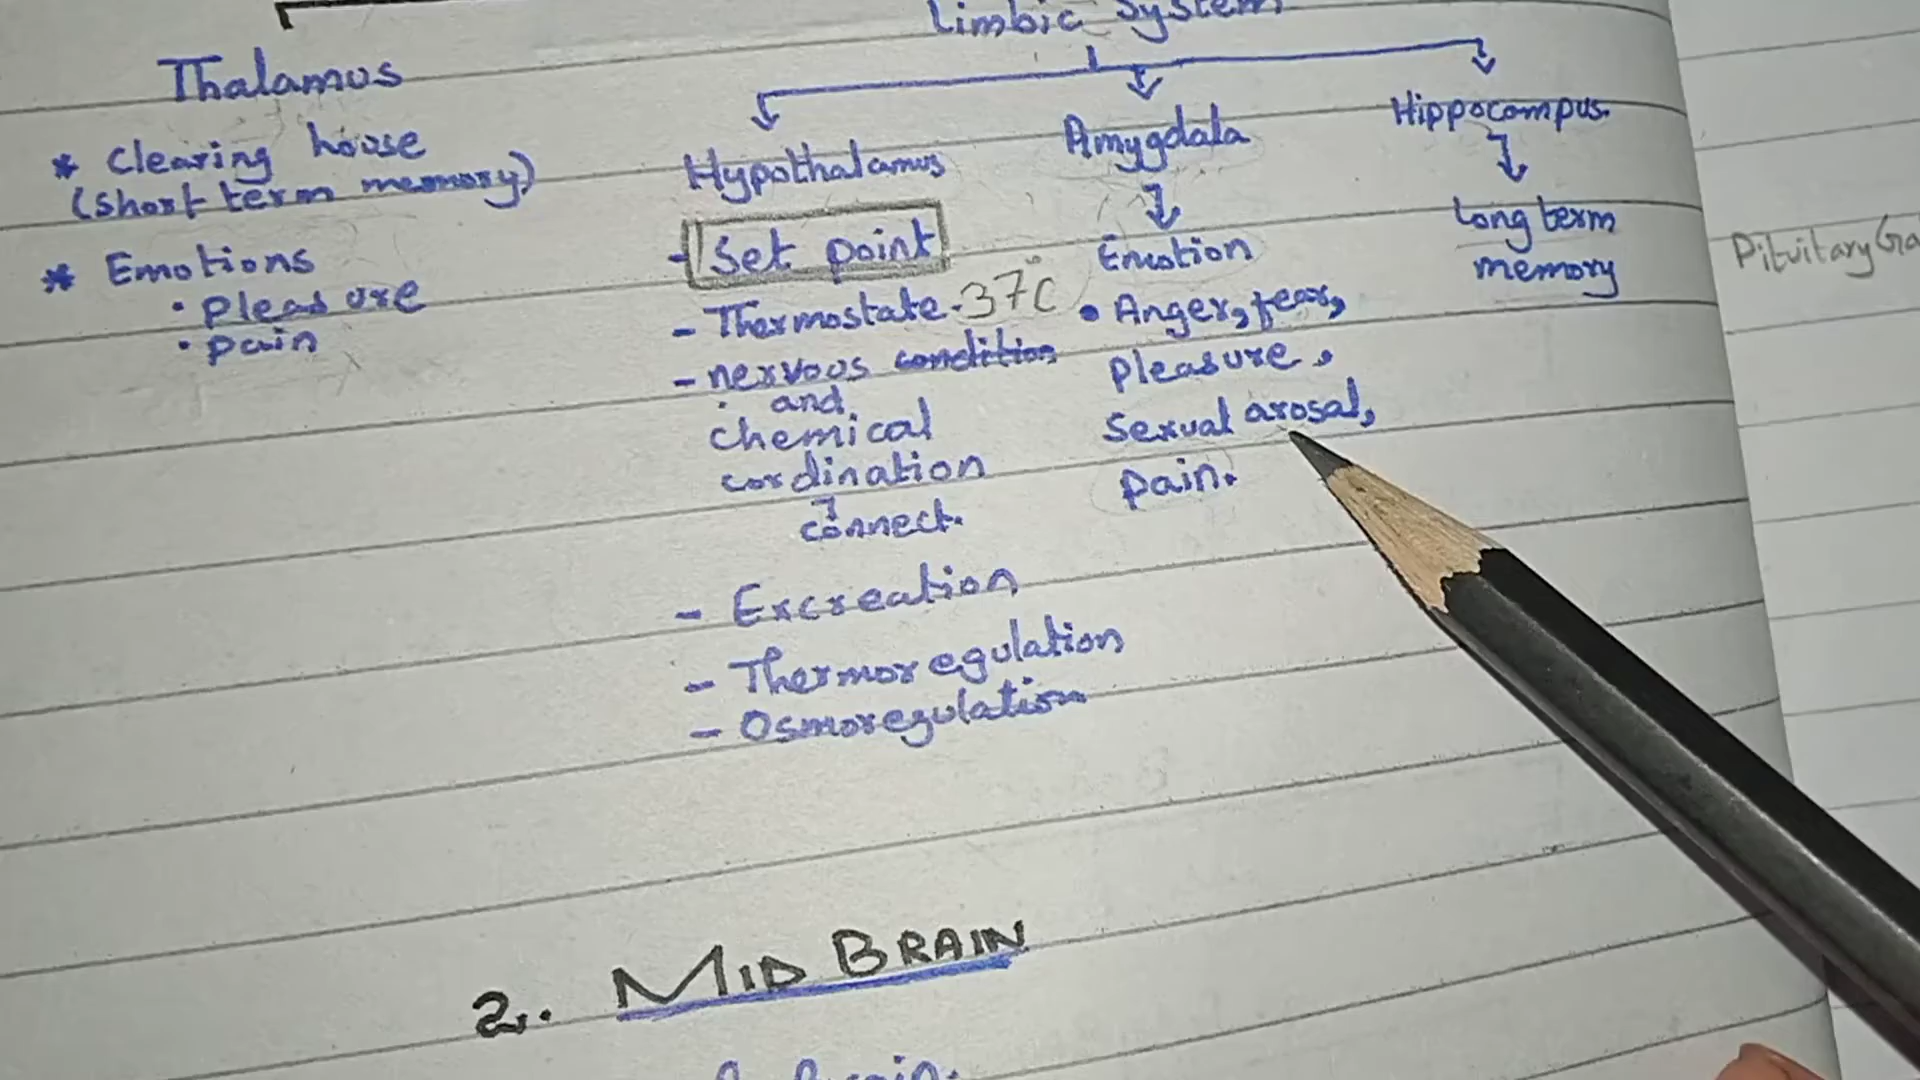 Limbic System
Thalamus
* Clearing house
(short term memory)
* Emotions
• pleasure
• pain
Hypothalamus
- Set point
- Thermostate - 37°C
- nervous condition
and
chemical
cordination
connect.
- Excreation
- Thermoregulation
- Osmoregulation
Amygdala
Emotion
• Anger, fear,
pleasure,
Sexual arosal,
pain.
Hippocampus.
Long term
memory
Pituitary
2. MID BRAIN